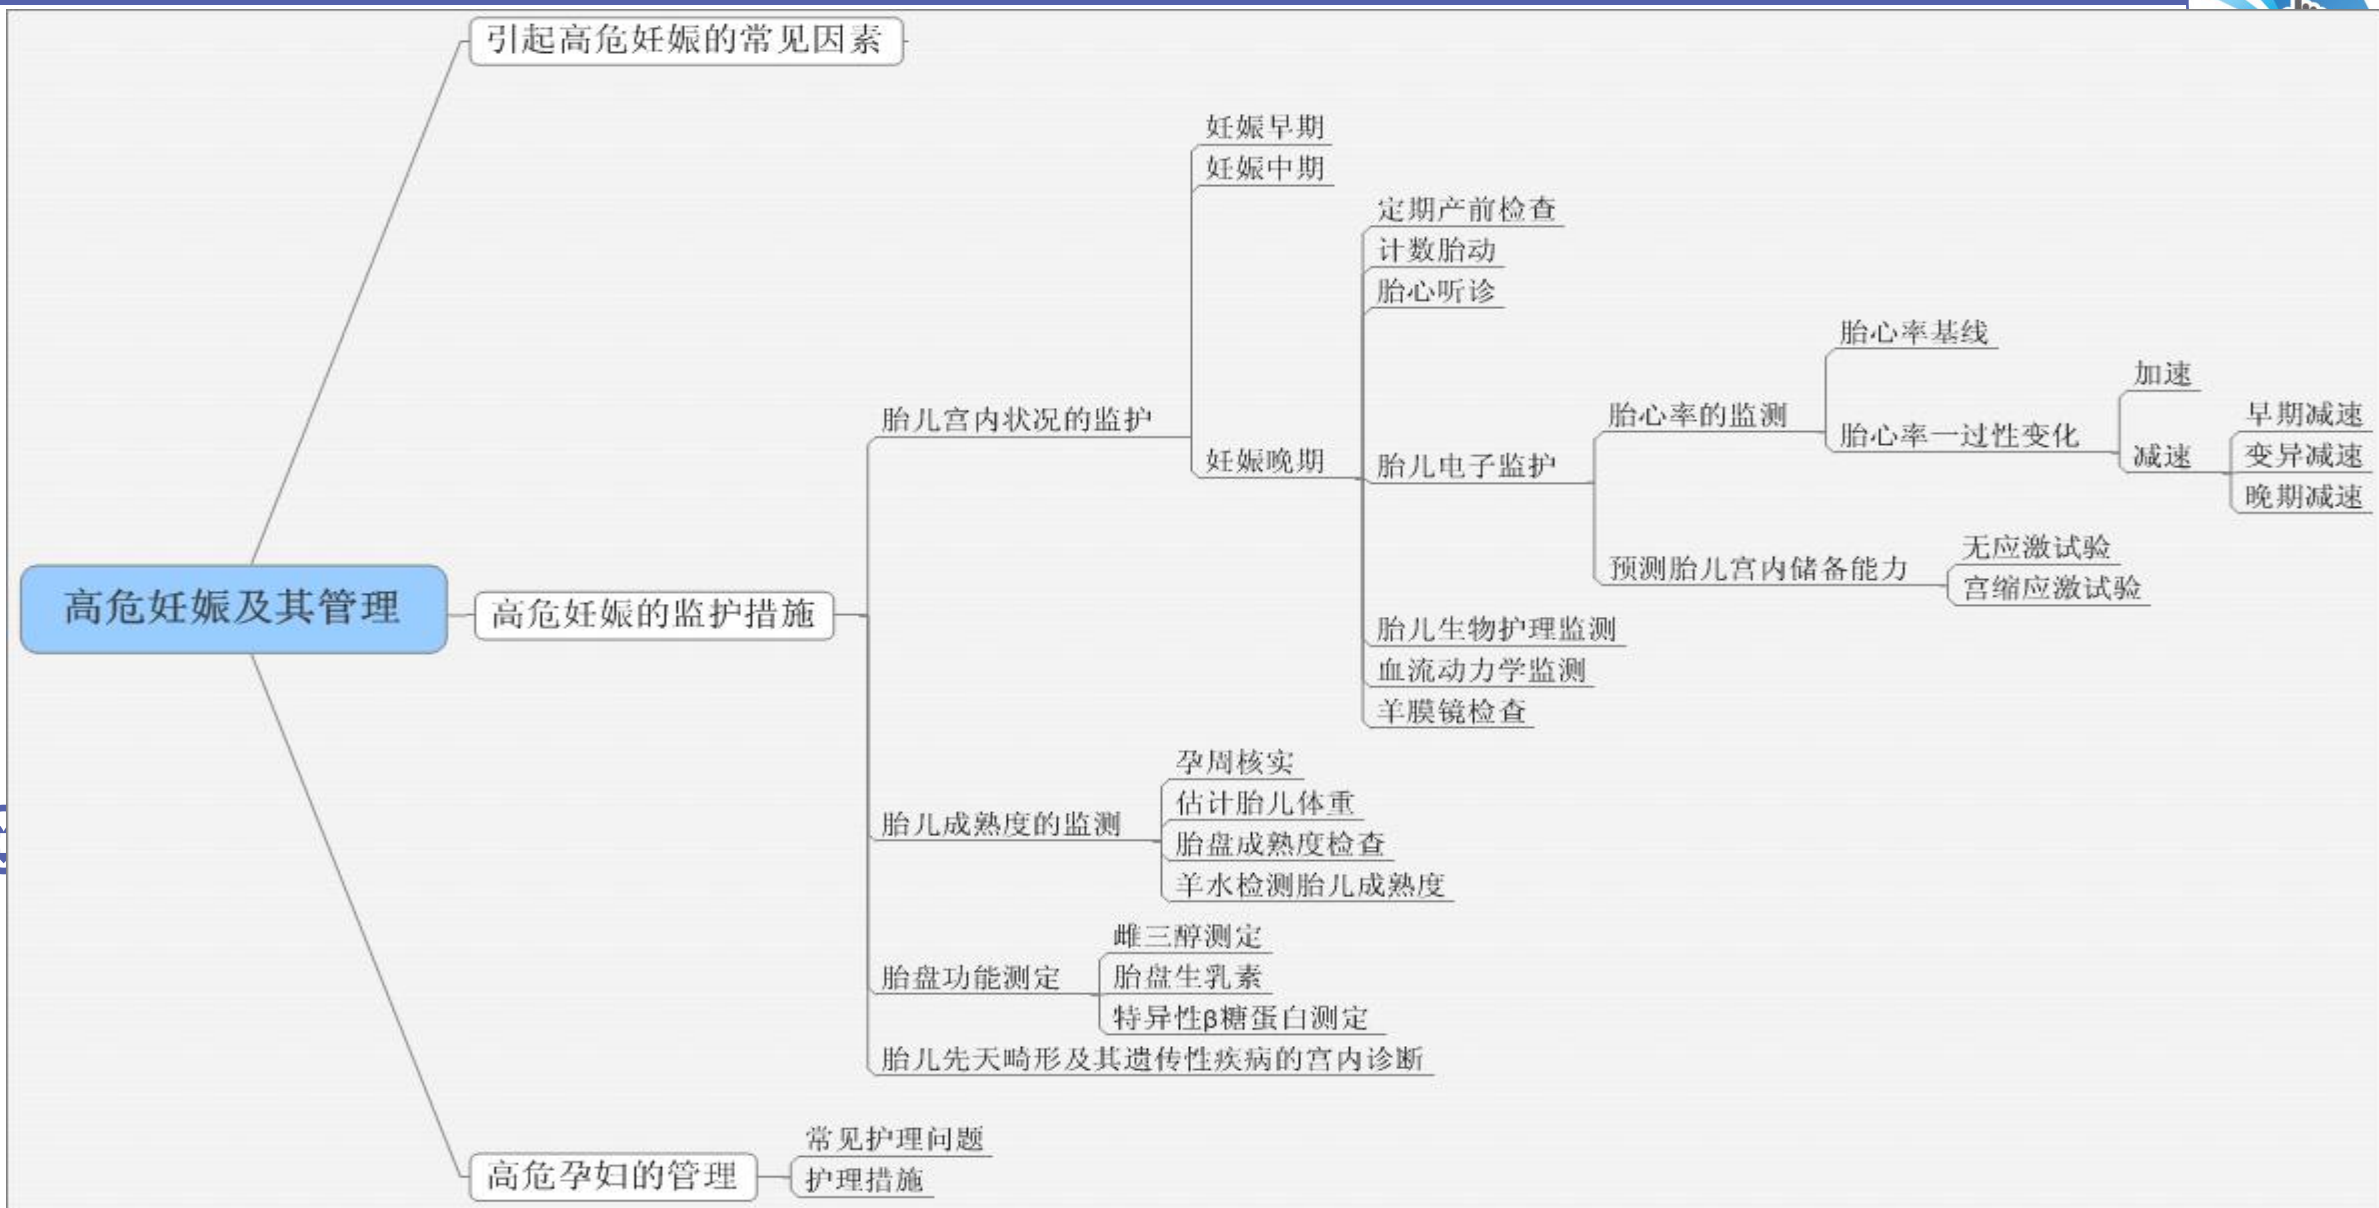 引起高危妊娠的常见因素
妊娠早期
妊娠中期
定期产前检查
计数胎动
胎心听诊
胎心率基线
加速
胎儿宫内状况的监护
胎心率的监测
早期减速
胎心率一过性变化
妊娠晚期
胎儿电子监护
减速
变异减速
晚期减速
无应激试验
预测胎儿宫内储备能力
宫缩应激试验
高危妊娠及其管理
高危妊娠的监护措施
胎儿生物护理监测
血流动力学监测
羊膜镜检查
孕周核实
估计胎儿体重
胎儿成熟度的监测
胎盘成熟度检查
羊水检测胎儿成熟度
雌三醇测定
胎盘功能测定
胎盘生乳素
特异性β糖蛋白测定
胎儿先天畸形及其遗传性疾病的宫内诊断
常见护理问题
高危孕妇的管理
护理措施